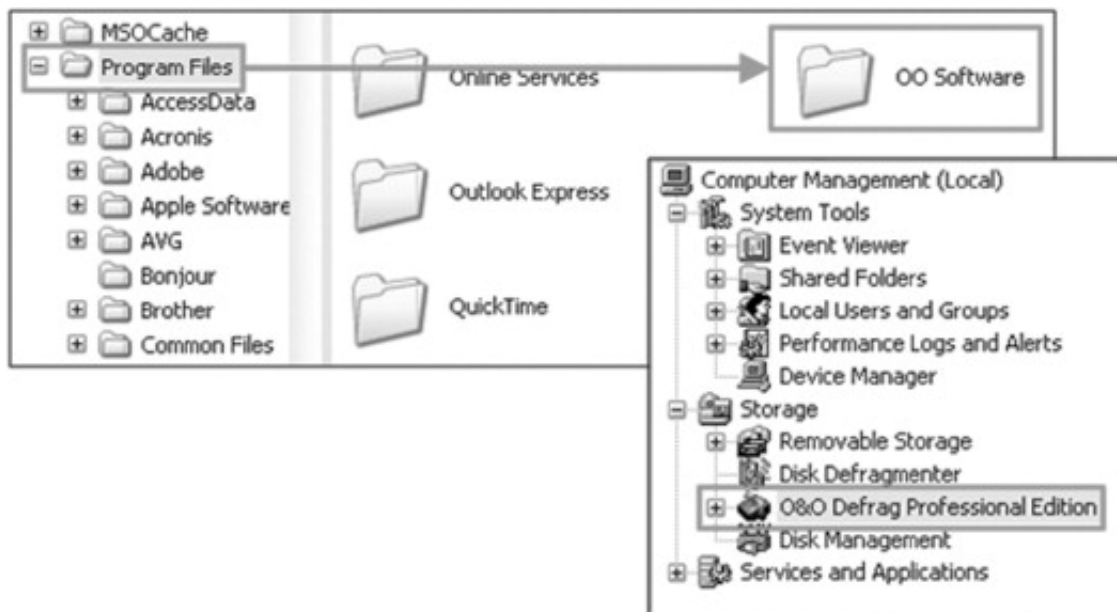 MSOCache
Program Files
AccessData
Acronis
Adobe
Apple Software
AVG
Bonjour
Brother
Common Files
Online Services
Outlook Express
QuickTime
OO Software
Computer Management (Local)
System Tools
Event Viewer
Shared Folders
Local Users and Groups
Performance Logs and Alerts
Device Manager
Storage
Removable Storage
Disk Defragmenter
O&O Defrag Professional Edition
Disk Management
Services and Applications